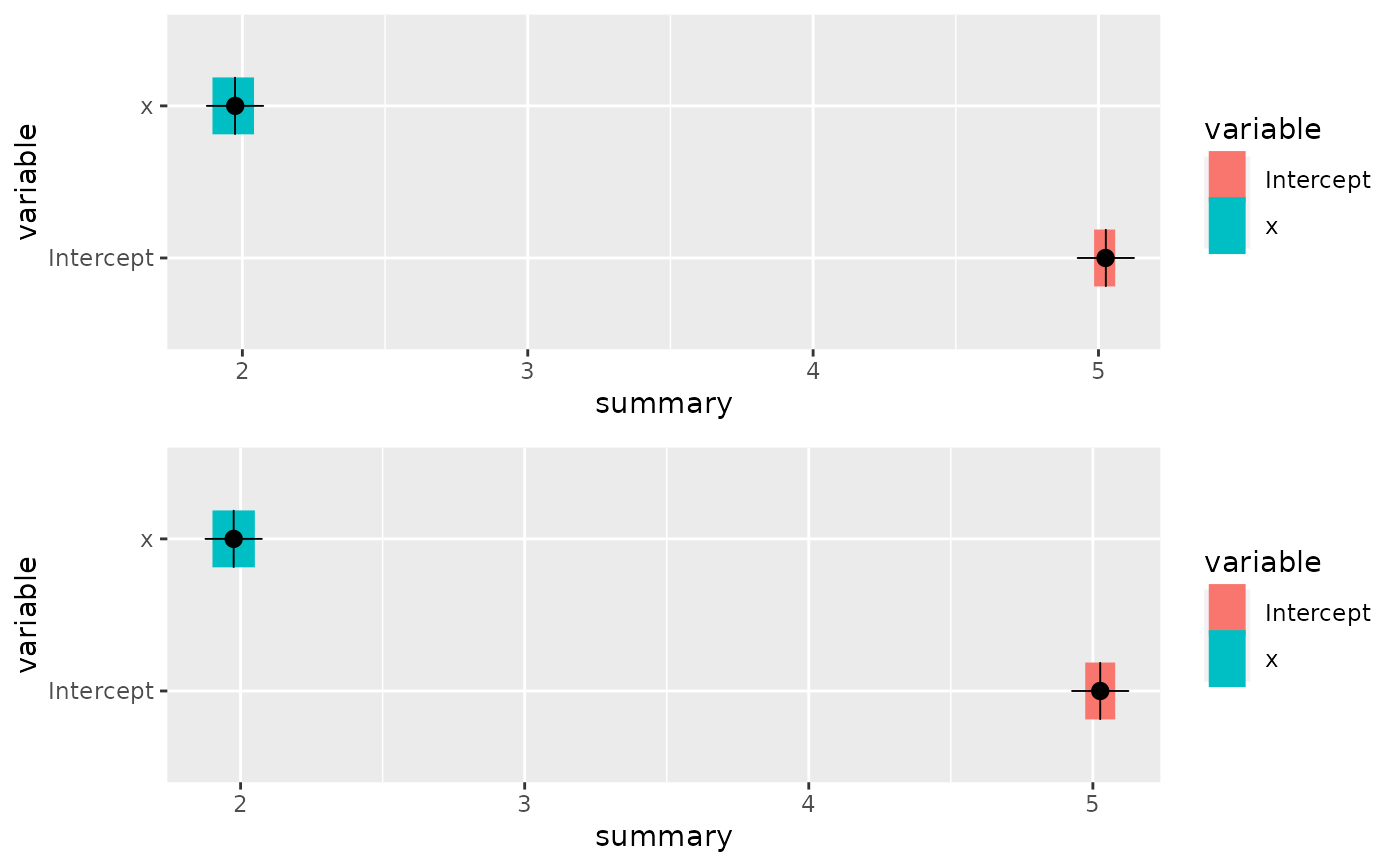 variable
x
Intercept
2 3 4 5
summary
variable
Intercept
x
variable
x
Intercept
2 3 4 5
summary
variable
Intercept
x